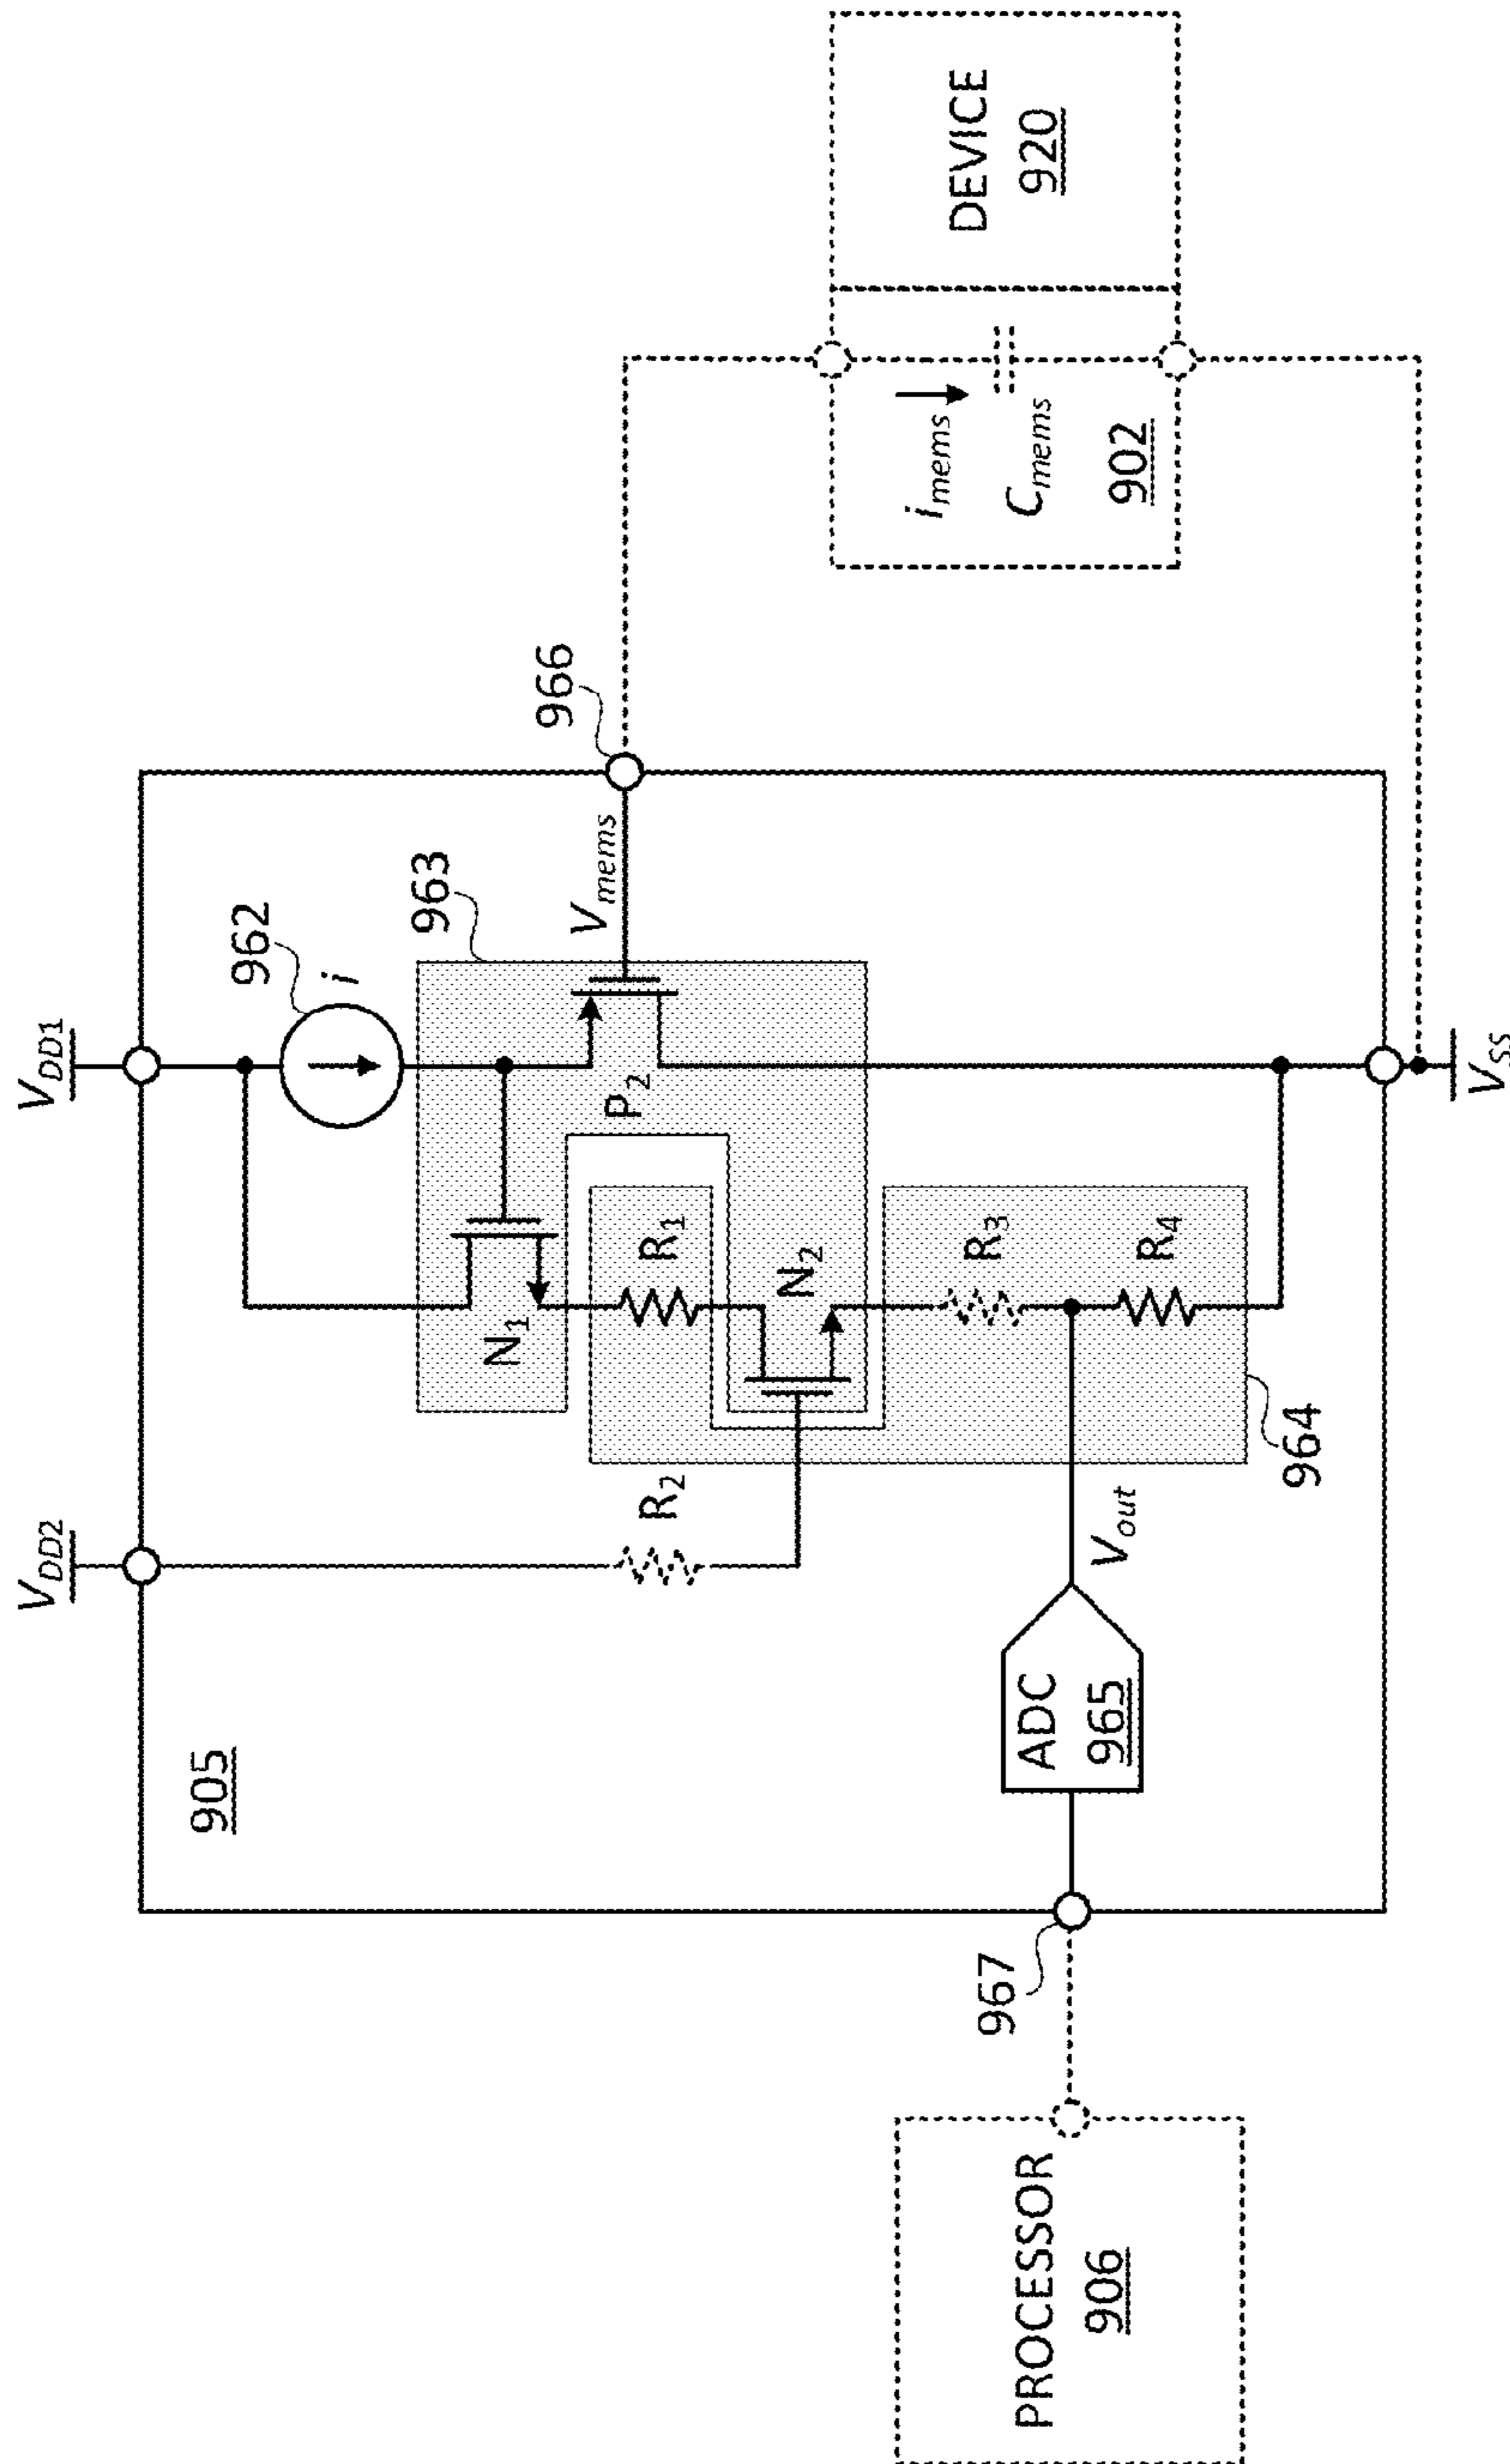 V_DD1
V_DD2
905
962
i
963
V_mems
966
N_1
P_2
R_1
R_2
N_2
R_3
R_4
964
V_out
ADC
965
967
PROCESSOR
906
V_SS
i_mems
C_mems
902
DEVICE
920